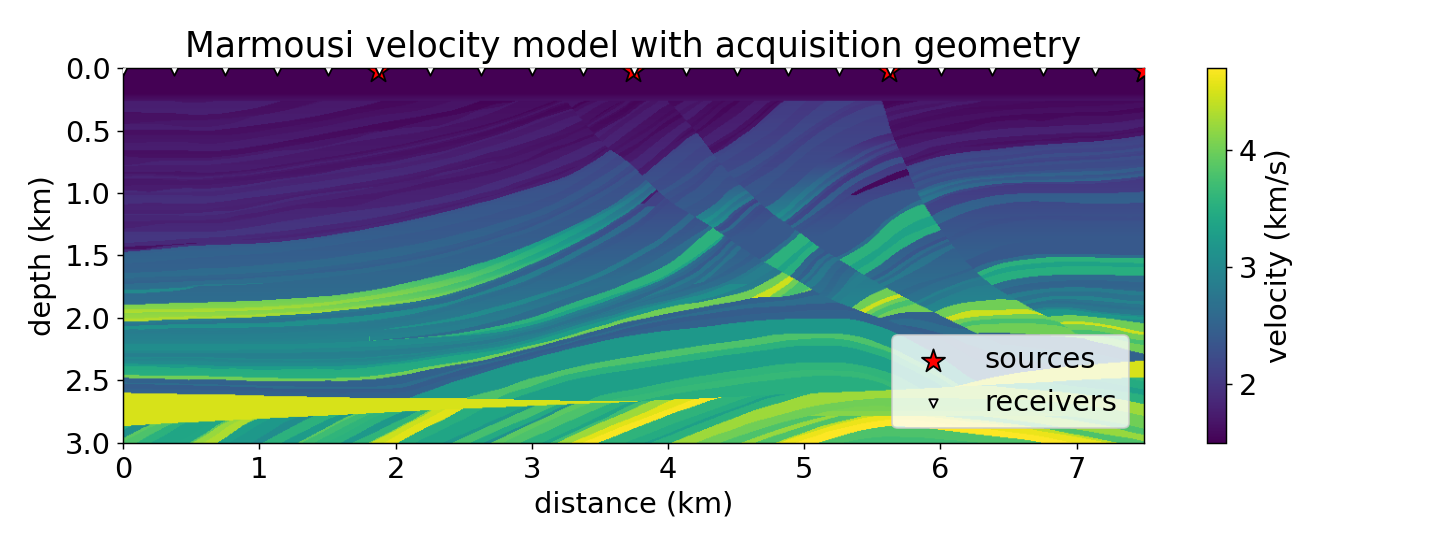 Marmousi velocity model with acquisition geometry
0.0
0.5
1.0
1.5
2.0
2.5
3.0
depth (km)
0 1 2 3 4 5 6 7
distance (km)
sources
receivers
4
3
2
velocity (km/s)